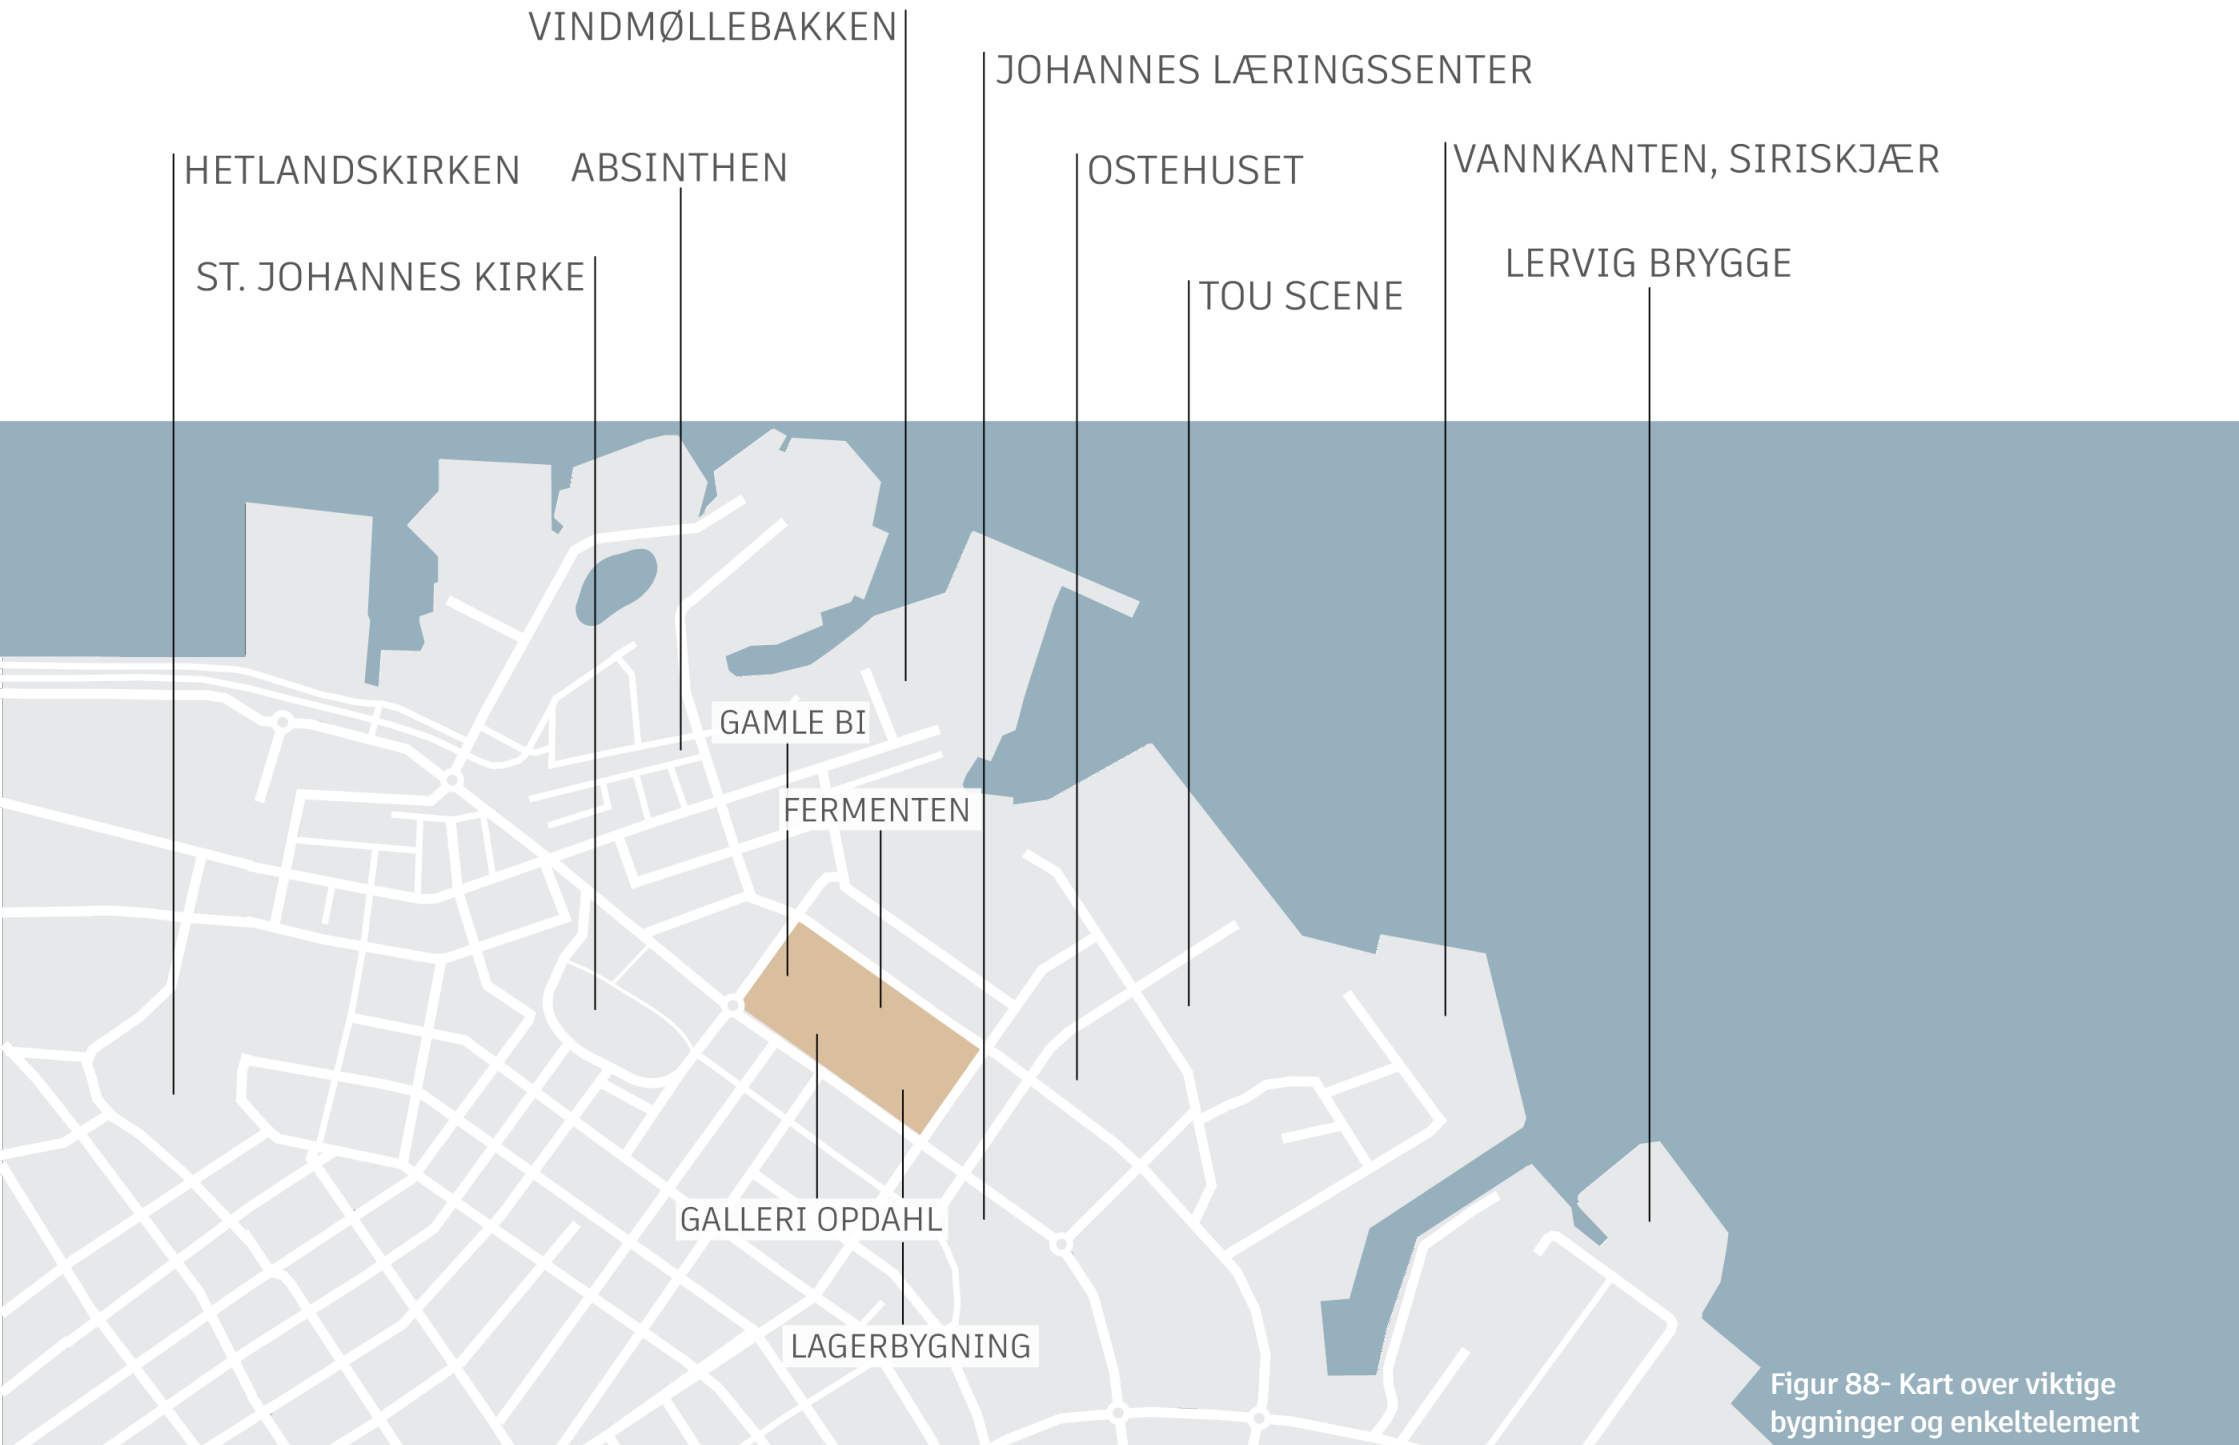 VINDMØLLEBAKKEN
JOHANNES LÆRINGSSENTER
HETLANDSKIRKEN
ABSINTHEN
OSTEHUSET
VANNKANTEN, SIRISKJÆR
ST. JOHANNES KIRKE
TOU SCENE
LERVIG BRYGGE
GAMLE BI
FERMENTEN
GALLERI OPDAHL
LAGERBYGNING
Figur 88- Kart over viktige
bygninger og enkeltelement